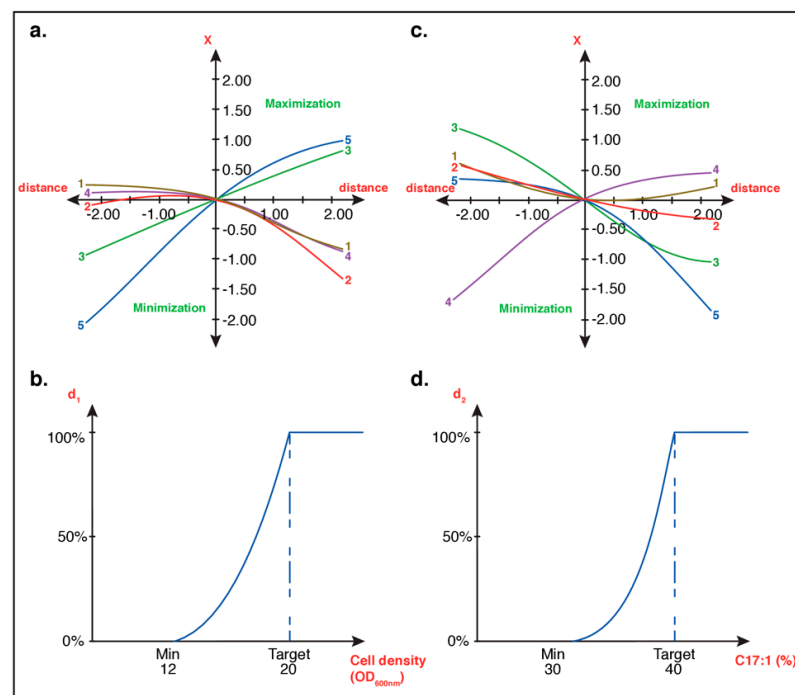 a.
X
2.00
Maximization
1.50
1.00
5
3
0.50
1
4
distance
distance
2
-2.00
-1.00
1.00
2.00
-0.50
1
4
3
-1.00
2
-1.50
Minimization
5
-2.00
c.
X
2.00
Maximization
1.50
3
1.00
1
0.50
4
2
1
distance
distance
5
-2.00
-1.00
1.00
2.00
2
-0.50
-1.00
3
4
-1.50
Minimization
5
-2.00
b.
d1
100%
50%
0%
Min
12
Target
20
Cell density
(OD600nm)
d.
d2
100%
50%
0%
Min
30
Target
40
C17:1 (%)